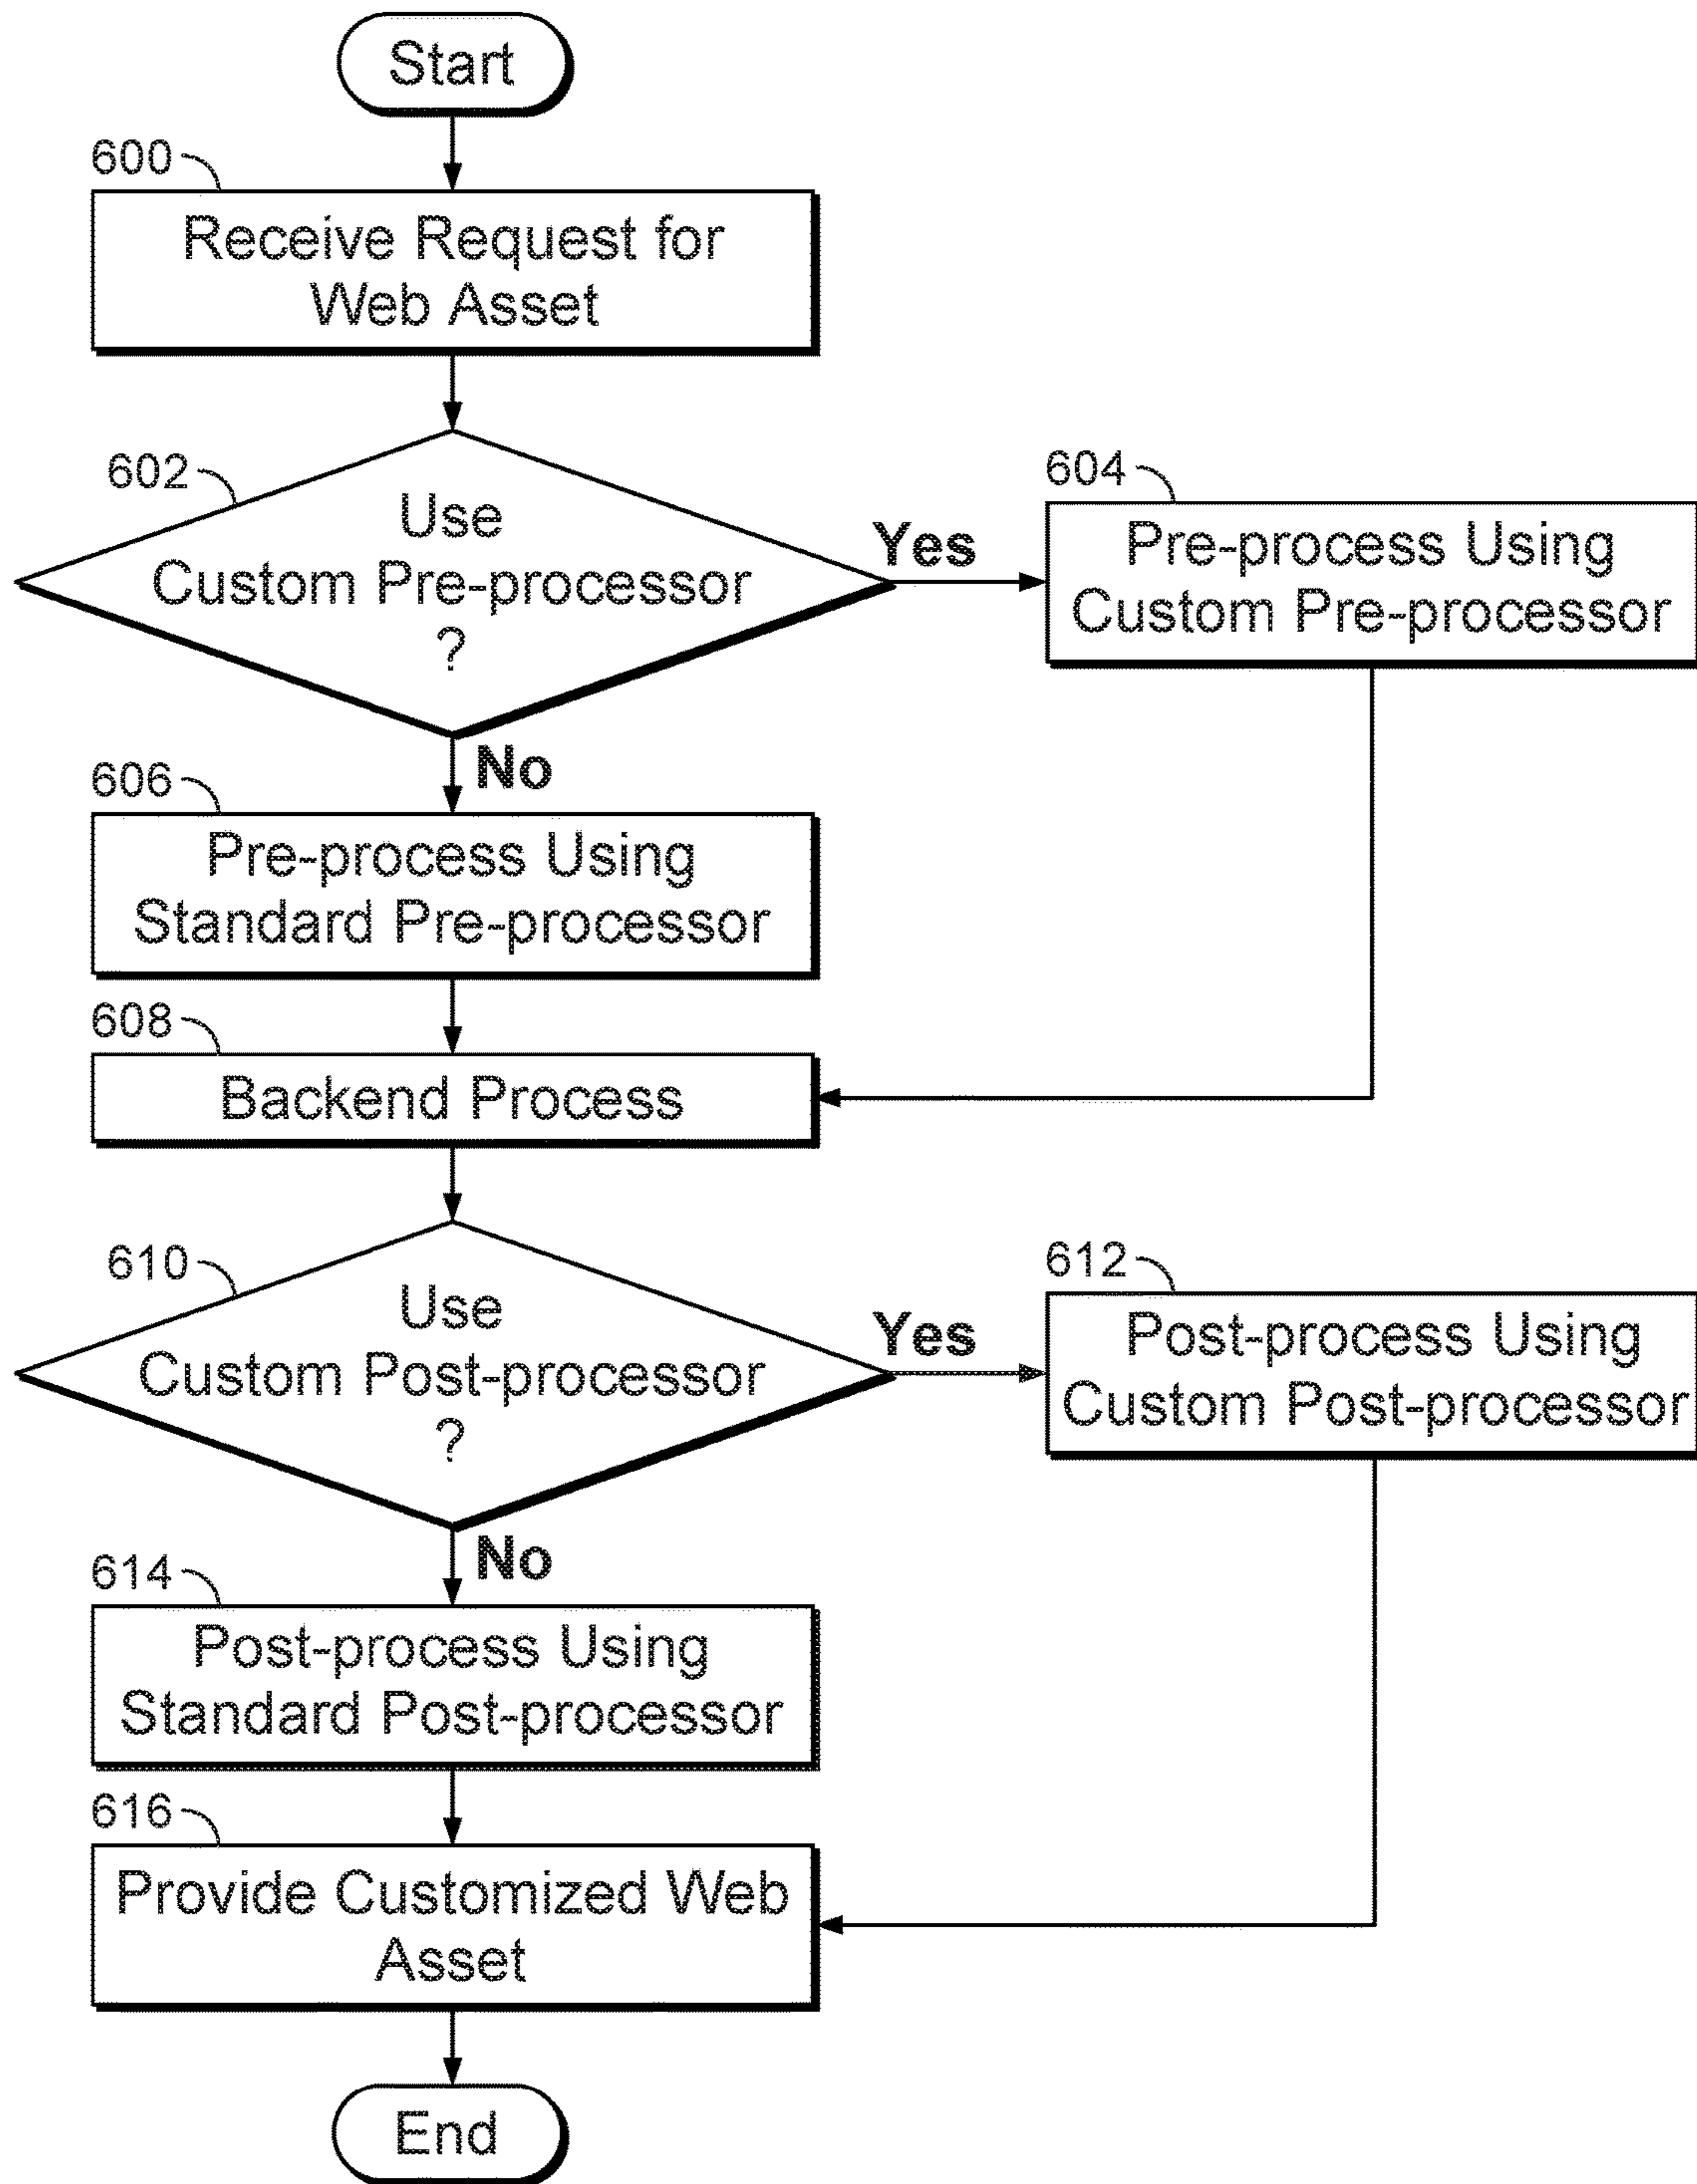 Start
600
Receive Request for
Web Asset
602
Use
Custom Pre-processor
?
Yes
604
Pre-process Using
Custom Pre-processor
No
606
Pre-process Using
Standard Pre-processor
608
Backend Process
610
Use
Custom Post-processor
?
Yes
612
Post-process Using
Custom Post-processor
No
614
Post-process Using
Standard Post-processor
616
Provide Customized Web
Asset
End